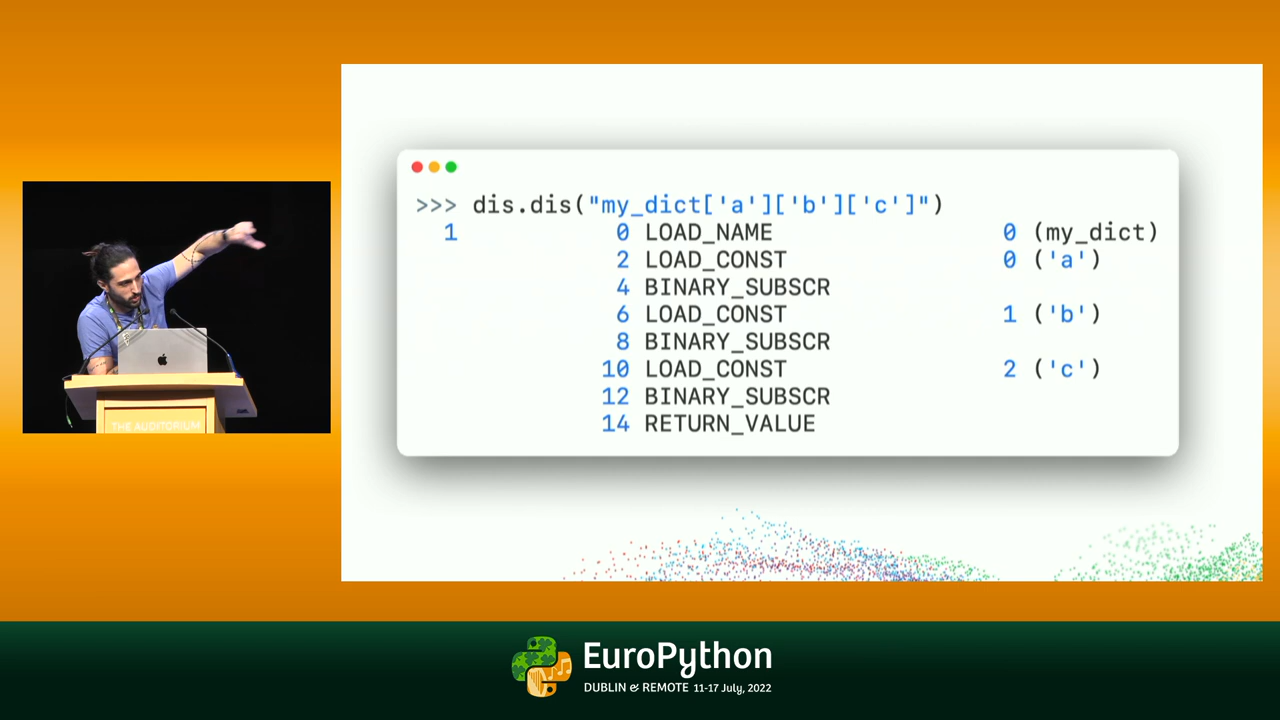 >>> dis.dis("my_dict['a']['b']['c']")
1 0 LOAD_NAME 0 (my_dict)
2 LOAD_CONST 0 ('a')
4 BINARY_SUBSCR
6 LOAD_CONST 1 ('b')
8 BINARY_SUBSCR
10 LOAD_CONST 2 ('c')
12 BINARY_SUBSCR
14 RETURN_VALUE
THE AUDITORIUM
EuroPython
DUBLIN & REMOTE 11-17 July, 2022